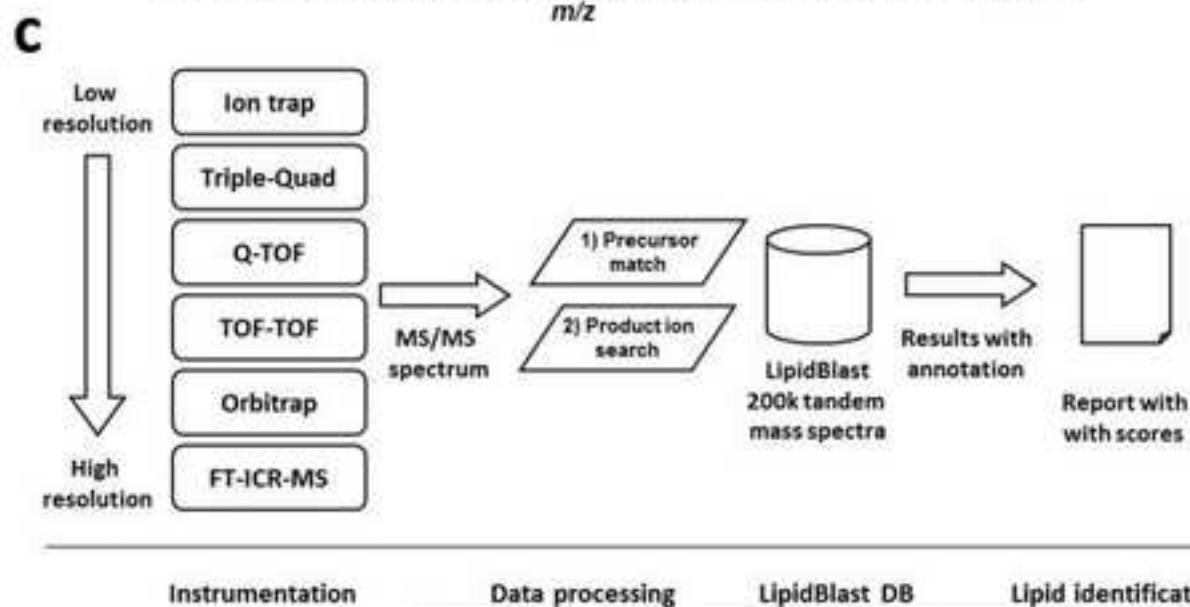 m/z
C
Low
resolution
Ion trap
Triple-Quad
Q-TOF
TOF-TOF
Orbitrap
FT-ICR-MS
High
resolution
MS/MS
spectrum
1) Precursor
match
2) Product ion
search
LipidBlast
200k tandem
mass spectra
Results with
annotation
Report with
with scores
Instrumentation
Data processing
LipidBlast DB
Lipid identificat